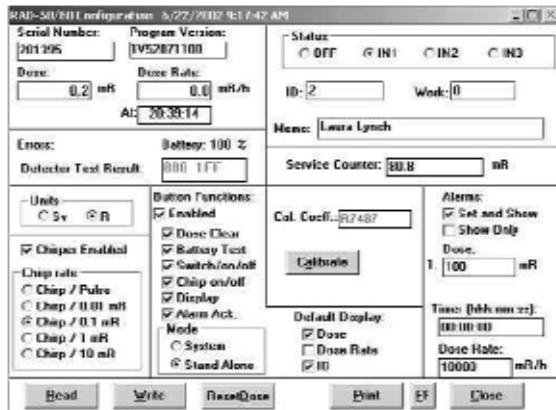 RAD-50/60 Configuration 6/22/2002 9:17:42 AM
Serial Number: Program Version:
201395
Status
OFF IN1 IN2 IN3
Dose: Dose Rate:
0.2 mR 0.0 mR/h
At: 20:39:14
ID: 2 Work: 0
Memo: Laura Lynch
Errors: Battery: 100 %
Detector Test Result: 000 1FF
Service Counter: 80.8 mR
Units
Sv R
Chirper Enabled
Chirp rate
Chirp / Pulse
Chirp / 0.01 mR
Chirp / 0.1 mR
Chirp / 1 mR
Chirp / 10 mR
Button Functions:
Enabled
Dose Clear
Battery Test
Switch/on/off
Chirp on/off
Display
Alarm Ack.
Mode
System
Stand Alone
Cal. Coeff.: R7487
Calibrate
Default Display:
Dose
Dose Rate
ID
Alarms:
Set and Show
Show Only
Dose:
1. 100 mR
Time: (hhh:mm:ss):
00:00:00
Dose Rate:
10000 mR/h
Read Write ResetDose Print EF Close